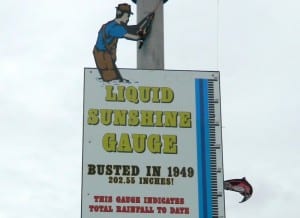 LIQUID
SUNSHINE
GAUGE
BUSTED IN 1949
202.55 INCHES!
THIS GAUGE INDICATES
TOTAL RAINFALL TO DATE